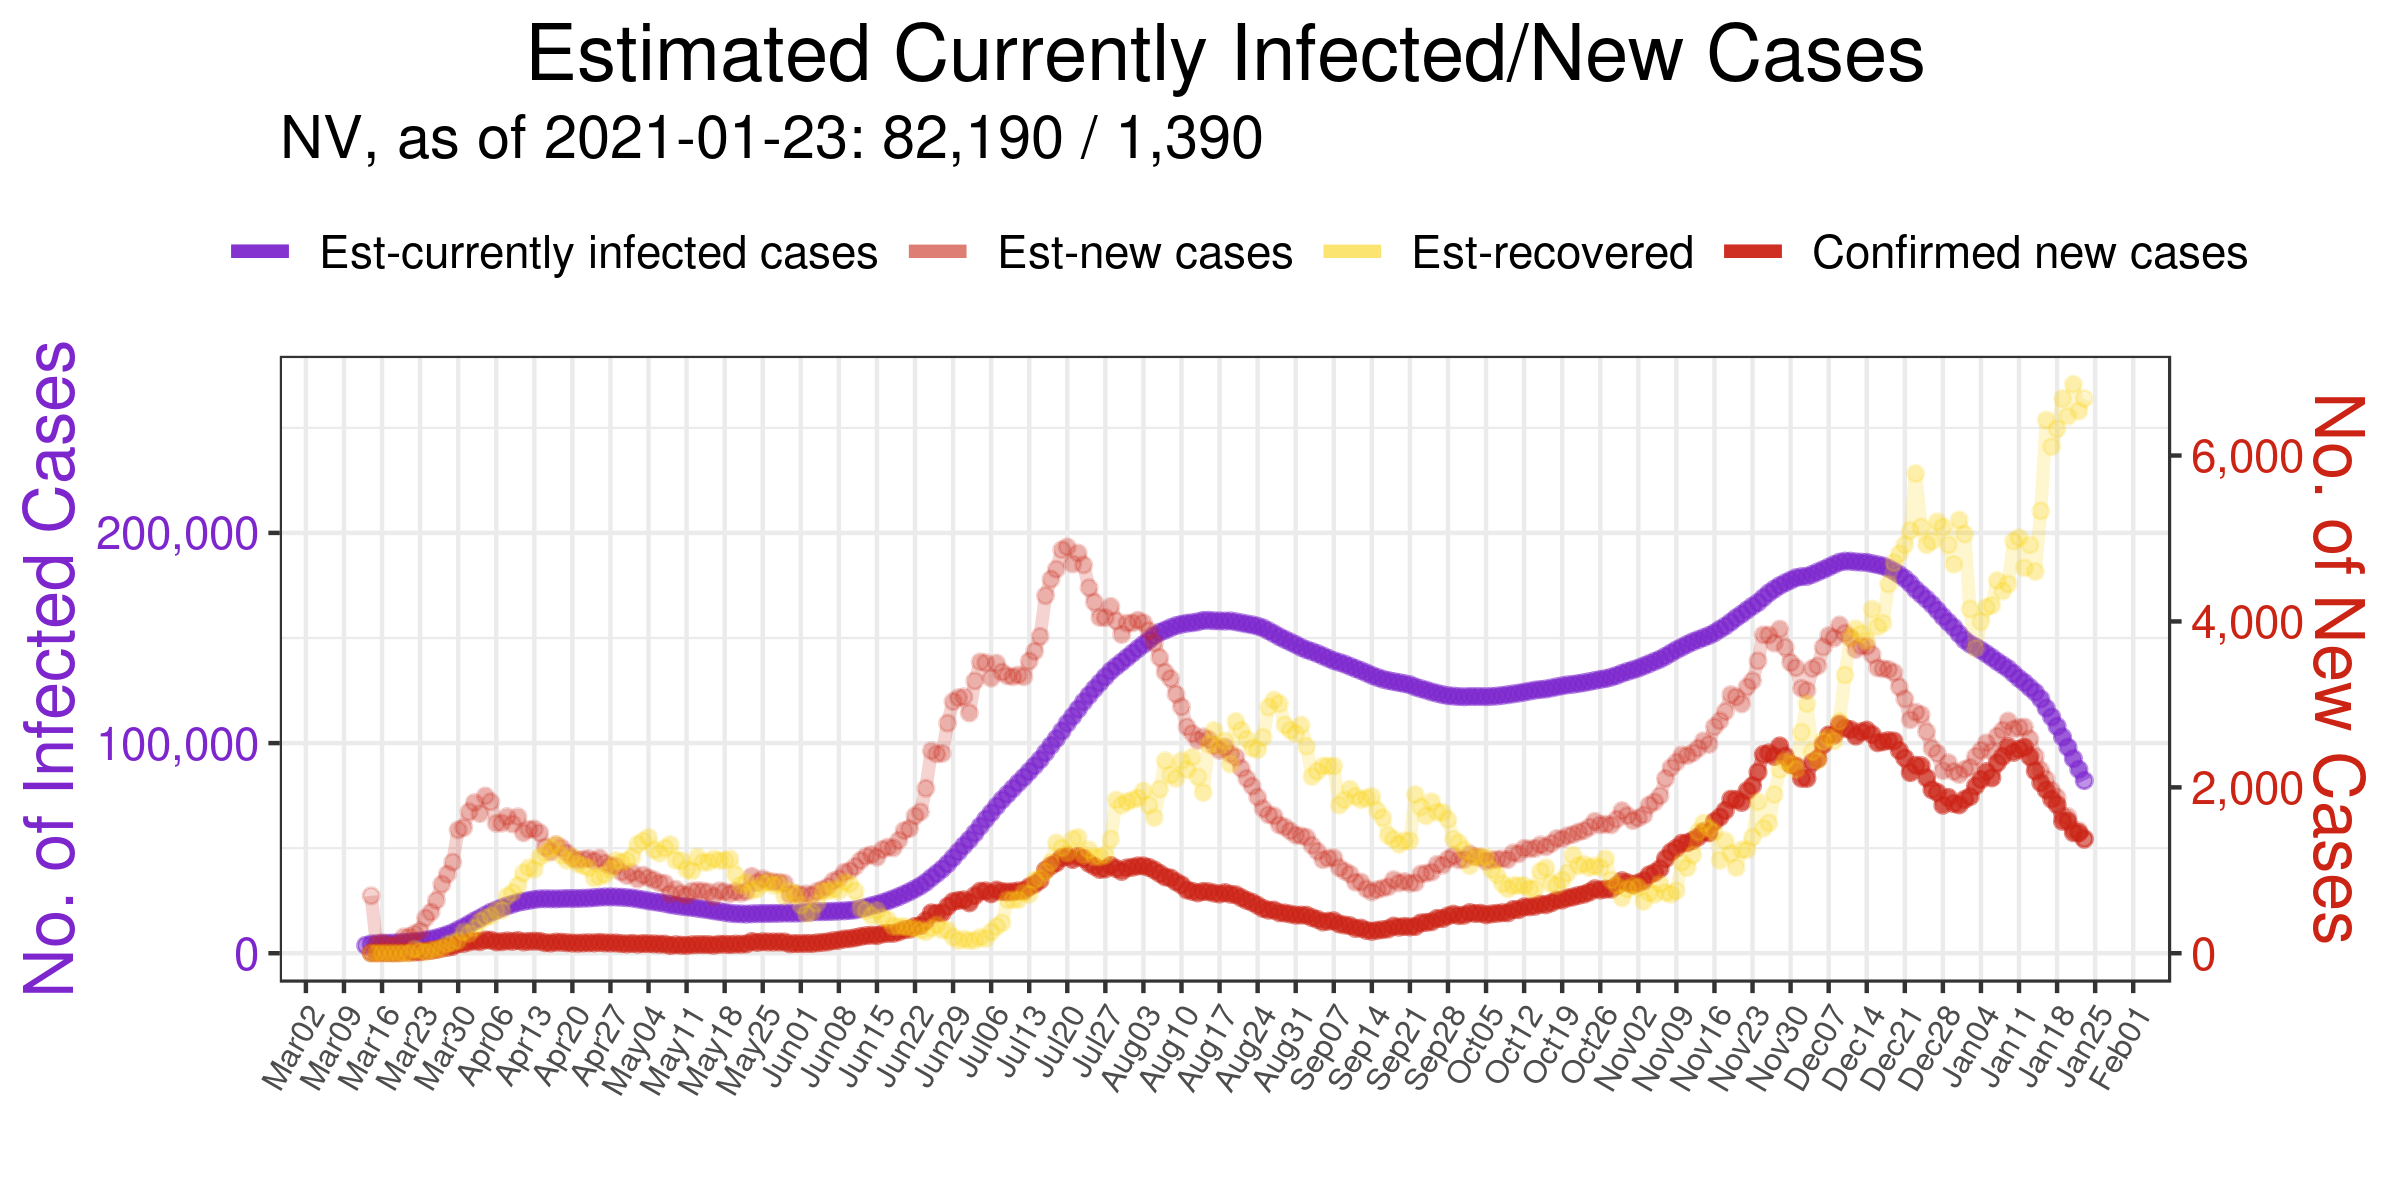 Estimated Currently Infected/New Cases
NV, as of 2021-01-23: 82,190 / 1,390
Est-currently infected cases Est-new cases Est-recovered Confirmed new cases
No. of Infected Cases
200,000
100,000
0
6,000
4,000
2,000
0
No. of New Cases
Mar02 Mar09 Mar16 Mar23 Mar30 Apr06 Apr13 Apr20 Apr27 May04 May11 May18 May25 Jun01 Jun08 Jun15 Jun22 Jun29 Jul06 Jul13 Jul20 Jul27 Aug03 Aug10 Aug17 Aug24 Aug31 Sep07 Sep14 Sep21 Sep28 Oct05 Oct12 Oct19 Oct26 Nov02 Nov09 Nov16 Nov23 Nov30 Dec07 Dec14 Dec21 Dec28 Jan04 Jan11 Jan18 Jan25 Feb01